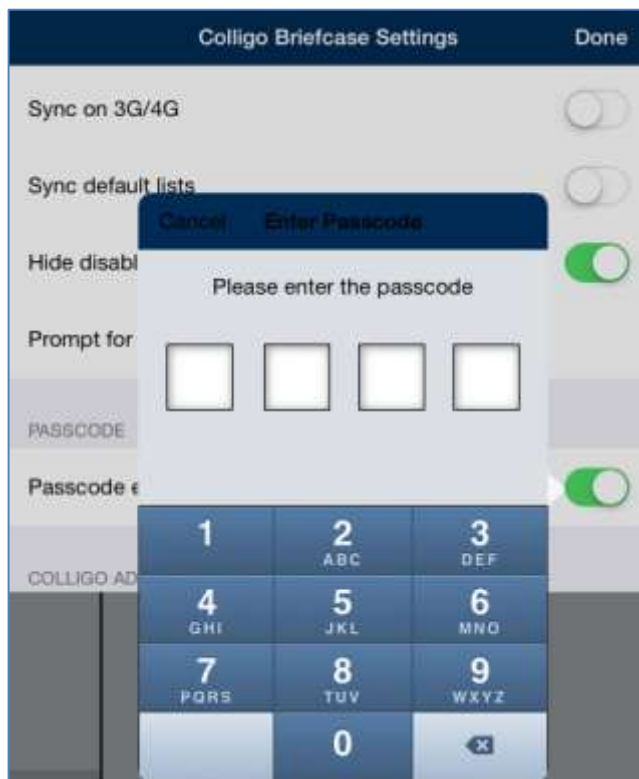 Colligo Briefcase Settings Done
Sync on 3G/4G
Sync default lists
Cancel Enter Passcode
Hide disabl
Please enter the passcode
Prompt for
PASSCODE
Passcode e
1 2 3
ABC DEF
COLLIGO AD
4 5 6
GHI JKL MNO
7 8 9
PQRS TUV WXYZ
0